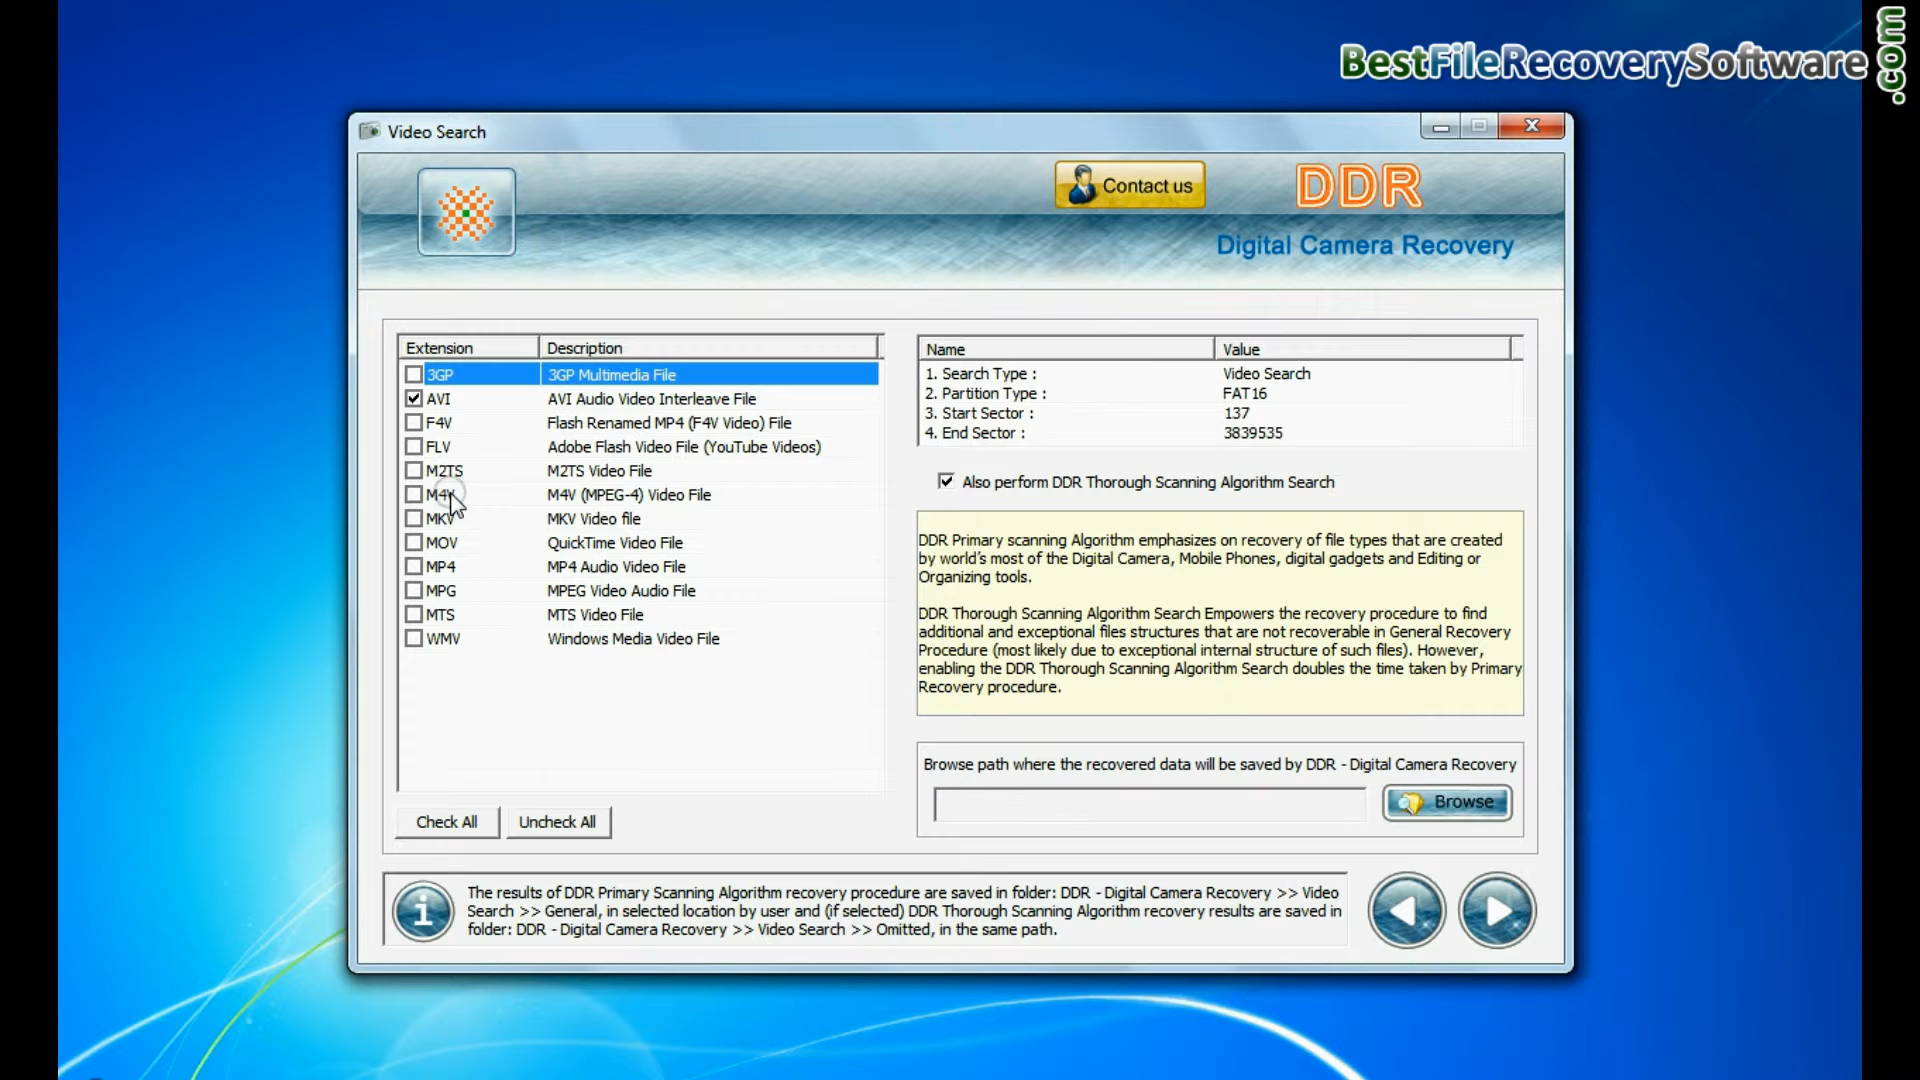 BestFileRecoverySoftware.com
Video Search
Contact us
DDR
Digital Camera Recovery
Extension Description
3GP 3GP Multimedia File
AVI AVI Audio Video Interleave File
F4V Flash Renamed MP4 (F4V Video) File
FLV Adobe Flash Video File (YouTube Videos)
M2TS M2TS Video File
M4V M4V (MPEG-4) Video File
MKV MKV Video file
MOV QuickTime Video File
MP4 MP4 Audio Video File
MPG MPEG Video Audio File
MTS MTS Video File
WMV Windows Media Video File
Check All Uncheck All
Name Value
1. Search Type : Video Search
2. Partition Type : FAT16
3. Start Sector : 137
4. End Sector : 3839535
Also perform DDR Thorough Scanning Algorithm Search
DDR Primary scanning Algorithm emphasizes on recovery of file types that are created
by world's most of the Digital Camera, Mobile Phones, digital gadgets and Editing or
Organizing tools.
DDR Thorough Scanning Algorithm Search Empowers the recovery procedure to find
additional and exceptional files structures that are not recoverable in General Recovery
Procedure (most likely due to exceptional internal structure of such files). However,
enabling the DDR Thorough Scanning Algorithm Search doubles the time taken by Primary
Recovery procedure.
Browse path where the recovered data will be saved by DDR - Digital Camera Recovery
Browse
The results of DDR Primary Scanning Algorithm recovery procedure are saved in folder: DDR - Digital Camera Recovery >> Video
Search >> General, in selected location by user and (if selected) DDR Thorough Scanning Algorithm recovery results are saved in
folder: DDR - Digital Camera Recovery >> Video Search >> Omitted, in the same path.